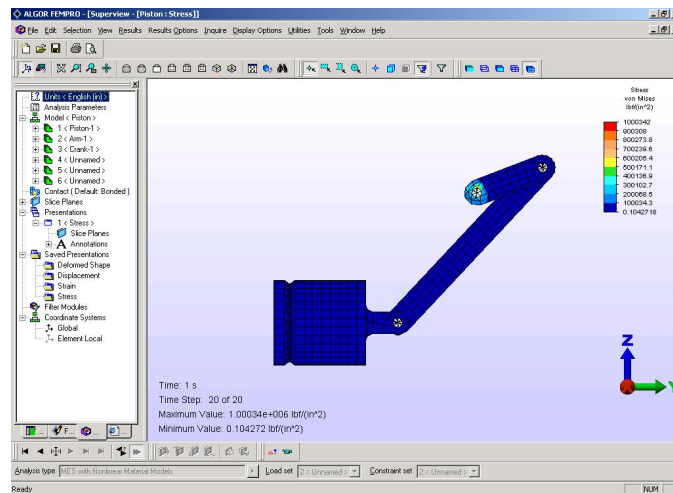 ALGOR FEMPRO - [Superview - [Piston : Stress]]
File Edit Selection View Results Results Options Inquire Display Options Utilities Tools Window Help
Units < English (in) >
Analysis Parameters
Model < Piston >
1 < Piston-1 >
2 < Arm-1 >
3 < Crank-1 >
4 < Unnamed >
5 < Unnamed >
6 < Unnamed >
Contact ( Default: Bonded )
Slice Planes
Presentations
1 < Stress >
Slice Planes
A Annotations
Saved Presentations
Deformed Shape
Displacement
Strain
Stress
Filter Modules
Coordinate Systems
Global
Element Local
Stress
von Mises
lbf/(in^2)
1000342
900308
800273.8
700239.6
600205.4
500171.1
400136.9
300102.7
200068.5
100034.3
0.1042718
Z
Y
Time: 1 s
Time Step: 20 of 20
Maximum Value: 1.00034e+006 lbf/(in^2)
Minimum Value: 0.104272 lbf/(in^2)
F...
Analysis type MES with Nonlinear Material Models Load set 2 < Unnamed > Constraint set 2 < Unnamed >
Ready NUM